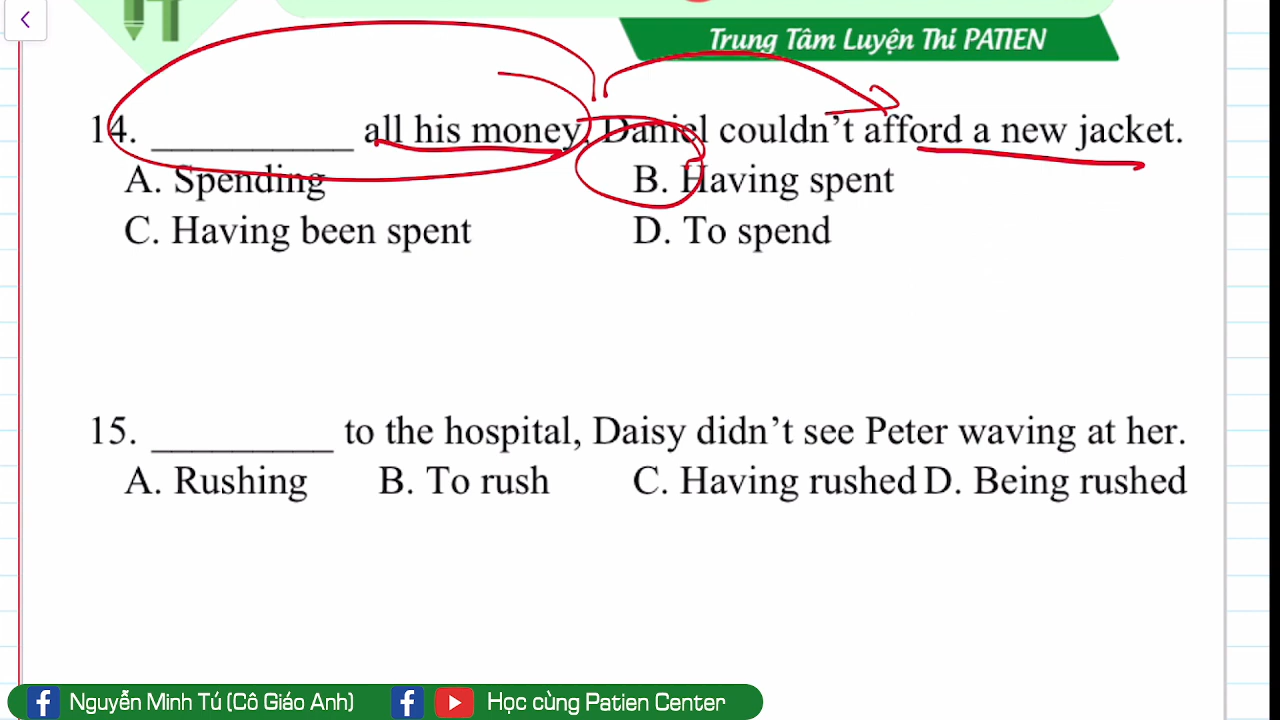 Trung Tâm Luyện Thi PATIEN
14. __________ all his money, Daniel couldn’t afford a new jacket.
A. Spending B. Having spent
C. Having been spent D. To spend
15. _________ to the hospital, Daisy didn’t see Peter waving at her.
A. Rushing B. To rush C. Having rushed D. Being rushed
Nguyễn Minh Tú (Cô Giáo Anh) Học cùng Patien Center